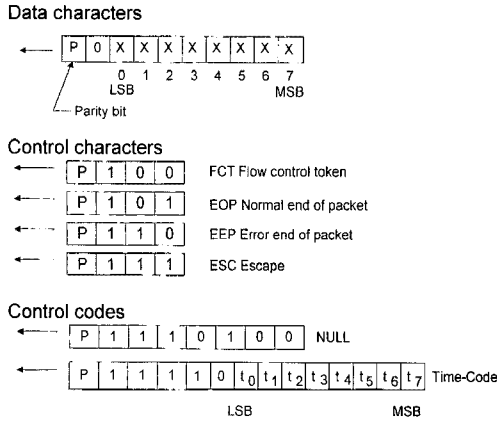 Data characters
P 0 X X X X X X X X
0 1 2 3 4 5 6 7
LSB MSB
Parity bit
Control characters
P 1 0 0 FCT Flow control token
P 1 0 1 EOP Normal end of packet
P 1 1 0 EEP Error end of packet
P 1 1 1 ESC Escape
Control codes
P 1 1 1 0 1 0 0 NULL
P 1 1 1 1 0 t0 t1 t2 t3 t4 t5 t6 t7 Time-Code
LSB MSB